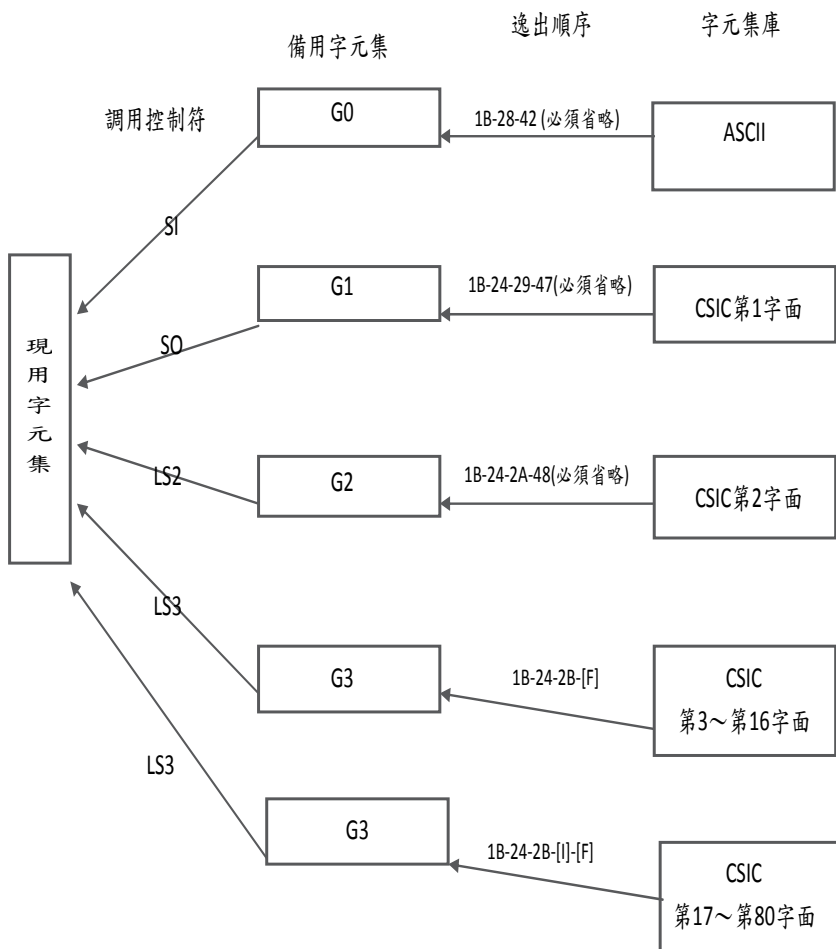 備用字元集
逸出順序
字元集庫
調用控制符
G0
1B-28-42 (必須省略)
ASCII
SI
G1
1B-24-29-47(必須省略)
CSIC第1字面
SO
現用字元集
LS2
G2
1B-24-2A-48(必須省略)
CSIC第2字面
LS3
G3
1B-24-2B-[F]
CSIC
第3～第16字面
LS3
G3
1B-24-2B-[I]-[F]
CSIC
第17～第80字面